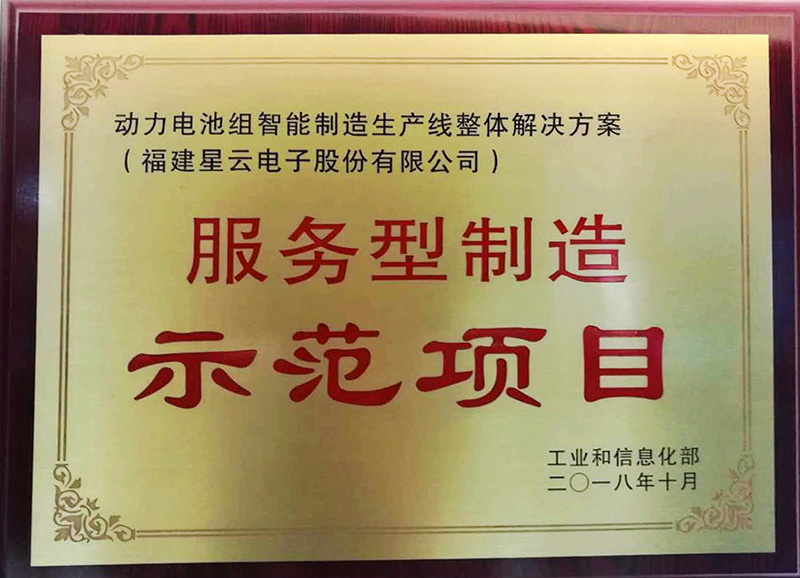 动力电池组智能制造生产线整体解决方案
（福建星云电子股份有限公司）
服务型制造
示范项目
工业和信息化部
二〇一八年十月